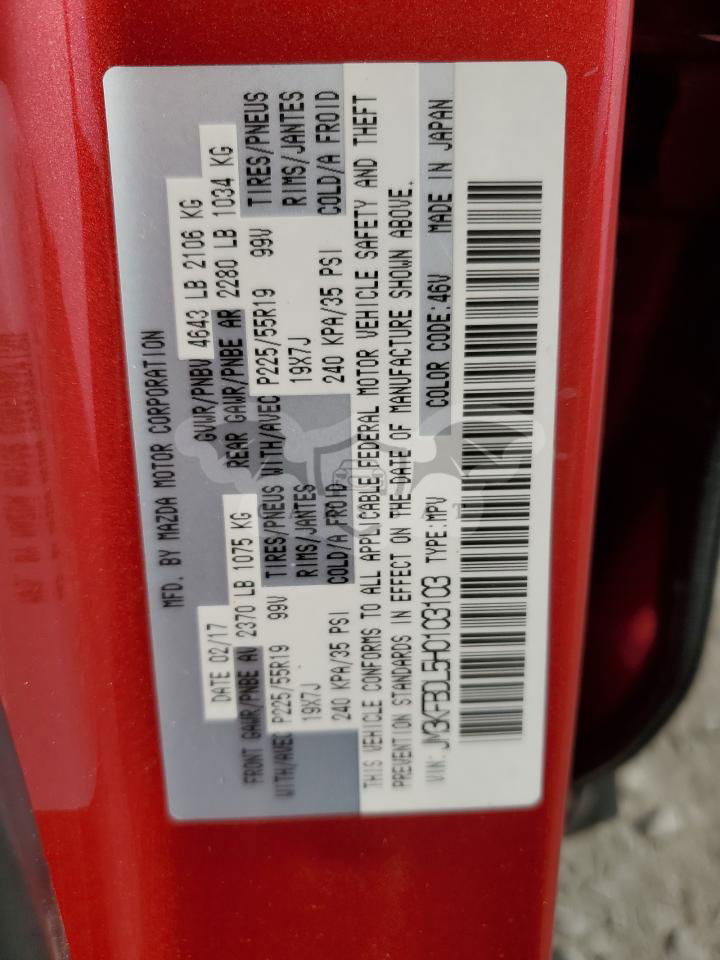 MFD. BY MAZDA MOTOR CORPORATION
DATE 02/17 GVWR/PNBV 4643 LB 2106 KG
FRONT GAWR/PNBE AV 2370 LB 1075 KG REAR GAWR/PNBE AR 2280 LB 1034 KG
WITH/AVEC P225/55R19 99V TIRES/PNEUS WITH/AVEC P225/55R19 99V TIRES/PNEUS
19X7J RIMS/JANTES 19X7J RIMS/JANTES
240 KPA/35 PSI COLD/A FROID 240 KPA/35 PSI COLD/A FROID
THIS VEHICLE CONFORMS TO ALL APPLICABLE FEDERAL MOTOR VEHICLE SAFETY AND THEFT
PREVENTION STANDARDS IN EFFECT ON THE DATE OF MANUFACTURE SHOWN ABOVE.
COLOR CODE:46V MADE IN JAPAN
VIN: JM3KFBDL5H0103103 TYPE:MPV